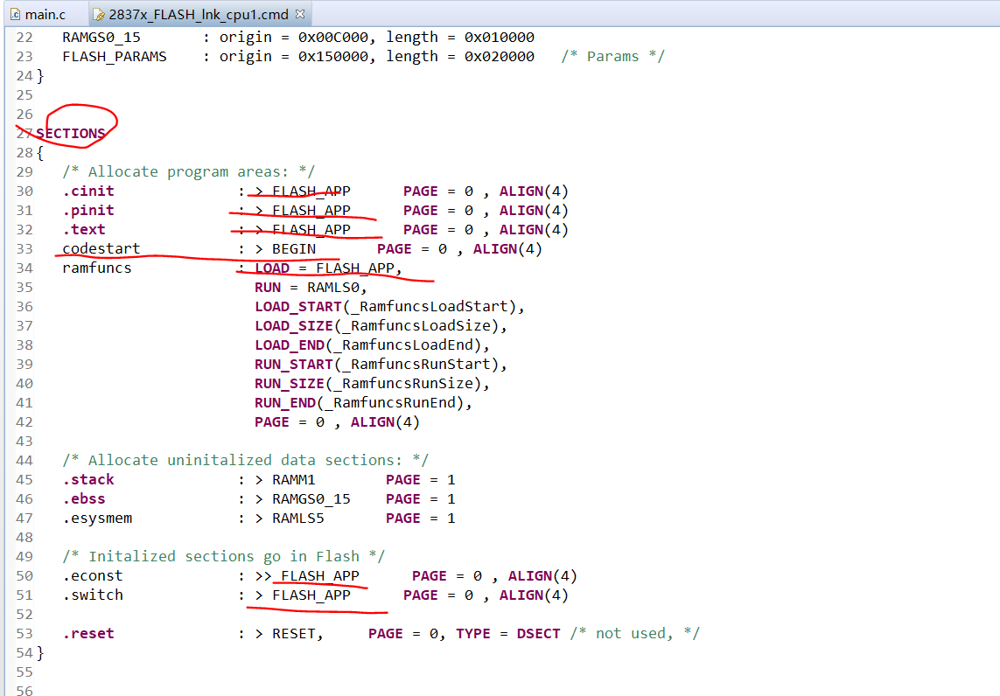 main.c 2837x_FLASH_lnk_cpu1.cmd
22 RAMGS0_15 : origin = 0x00C000, length = 0x010000
23 FLASH_PARAMS : origin = 0x150000, length = 0x020000 /* Params */
24 }
25
26
27 SECTIONS
28 {
29 /* Allocate program areas: */
30 .cinit : > FLASH_APP PAGE = 0 , ALIGN(4)
31 .pinit : > FLASH_APP PAGE = 0 , ALIGN(4)
32 .text : > FLASH_APP PAGE = 0 , ALIGN(4)
33 codestart : > BEGIN PAGE = 0 , ALIGN(4)
34 ramfuncs : LOAD = FLASH_APP,
35 RUN = RAMLS0,
36 LOAD_START(_RamfuncsLoadStart),
37 LOAD_SIZE(_RamfuncsLoadSize),
38 LOAD_END(_RamfuncsLoadEnd),
39 RUN_START(_RamfuncsRunStart),
40 RUN_SIZE(_RamfuncsRunSize),
41 RUN_END(_RamfuncsRunEnd),
42 PAGE = 0 , ALIGN(4)
43
44 /* Allocate uninitalized data sections: */
45 .stack : > RAMM1 PAGE = 1
46 .ebss : > RAMGS0_15 PAGE = 1
47 .esysmem : > RAMLS5 PAGE = 1
48
49 /* Initalized sections go in Flash */
50 .econst : >> FLASH_APP PAGE = 0 , ALIGN(4)
51 .switch : > FLASH_APP PAGE = 0 , ALIGN(4)
52
53 .reset : > RESET, PAGE = 0, TYPE = DSECT /* not used, */
54 }
55
56